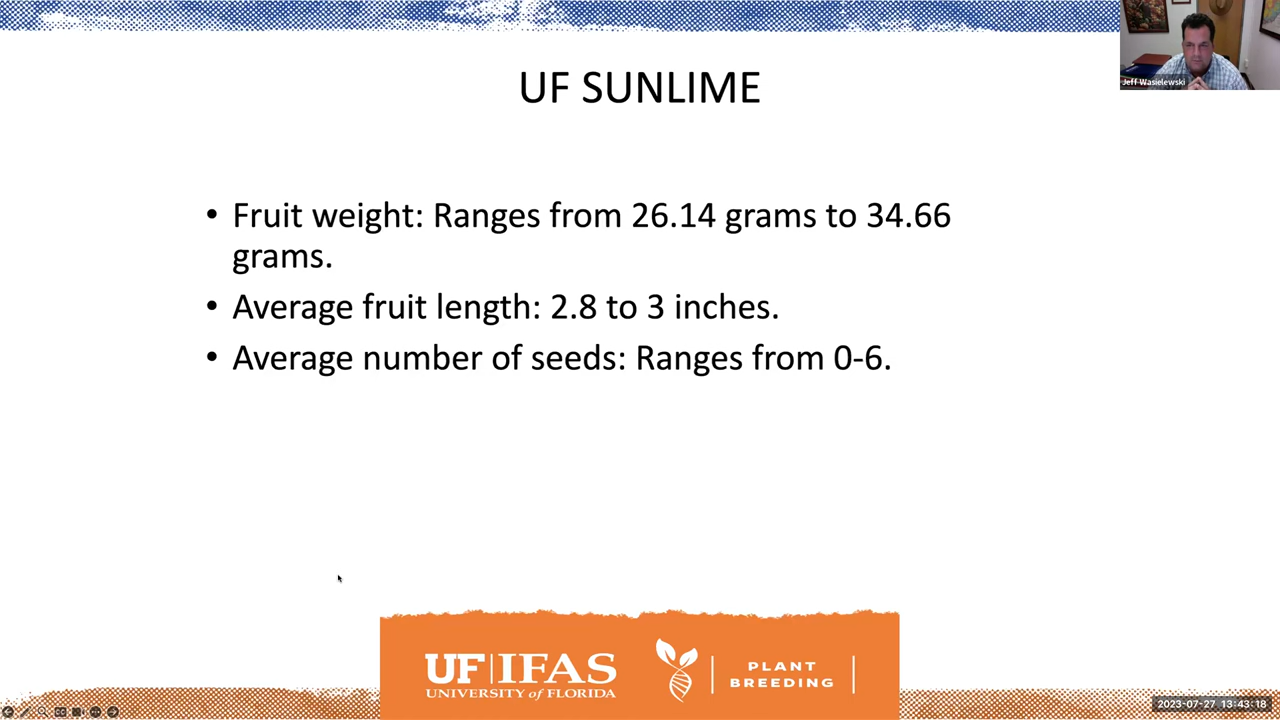 UF SUNLIME
Jeff Wasielewski
• Fruit weight: Ranges from 26.14 grams to 34.66
grams.
• Average fruit length: 2.8 to 3 inches.
• Average number of seeds: Ranges from 0-6.
UF|IFAS
UNIVERSITY of FLORIDA
PLANT
BREEDING
2023-07-27 13:43:18